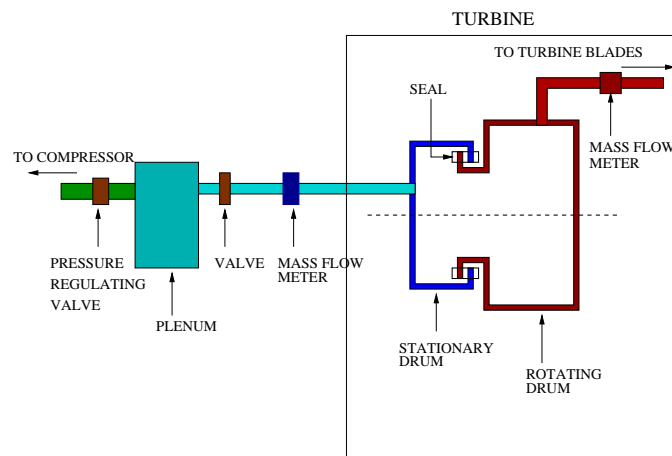 TURBINE
TO TURBINE BLADES
SEAL
MASS FLOW
METER
TO COMPRESSOR
PRESSURE
REGULATING
VALVE
PLENUM
VALVE
MASS FLOW
METER
STATIONARY
DRUM
ROTATING
DRUM